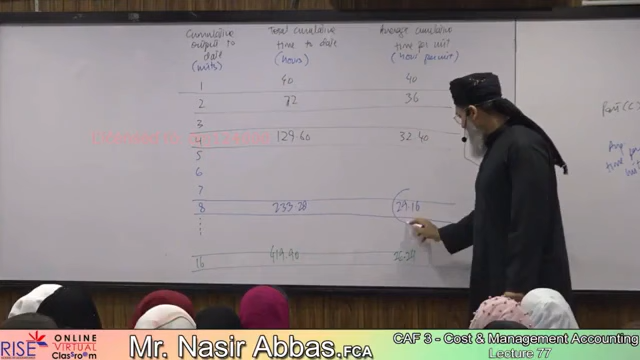 Cumulative Total cumulative Average cumulative
output to time to date time per unit
date (hours) (hours per unit)
(units)
1 40 40
2 72 36
3
4 129.60 32.40
5
6
7
8 233.28 29.16
16 419.90 26.24
RISE ONLINE VIRTUAL Classroom
Mr. Nasir Abbas.FCA
CAF 3 - Cost & Management Accounting
Lecture 77